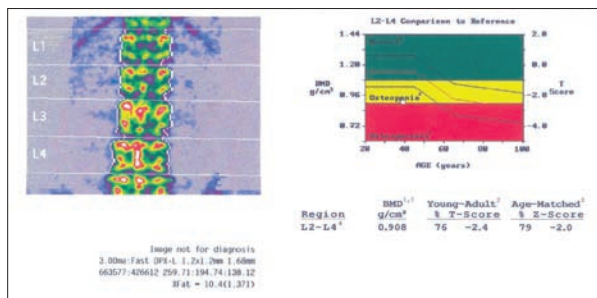 L1
L2
L3
L4
Image not for diagnosis
3.00ma:Fast DPX-L 1.2x1.2mm 1.68mm
663577:426612 259.71:194.74:138.12
%Fat = 10.4(1.371)
L2-L4 Comparison to Reference
1.44
1.20
BMD 0.96
g/cm²
0.72
2.0
0.0
-2.0 T
Score
-4.0
Osteopenia
20 40 60 80 100
AGE (years)
BMD Young-Adult Age-Matched
Region g/cm² % T-Score % Z-Score
L2-L4 0.908 76 -2.4 79 -2.0